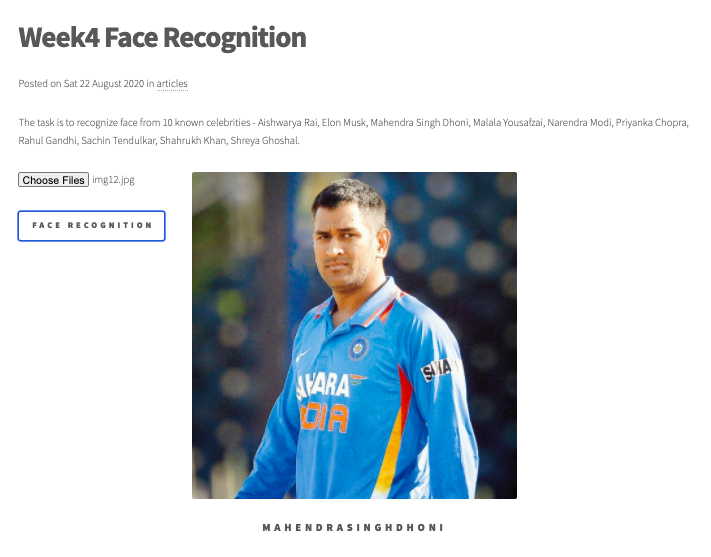 Week4 Face Recognition
Posted on Sat 22 August 2020 in articles
The task is to recognize face from 10 known celebrities - Aishwarya Rai, Elon Musk, Mahendra Singh Dhoni, Malala Yousafzai, Narendra Modi, Priyanka Chopra,
Rahul Gandhi, Sachin Tendulkar, Shahrukh Khan, Shreya Ghoshal.
Choose Files img12.jpg
FACE RECOGNITION
SAHARA
SAHA
MAHENDRASINGHDHONI